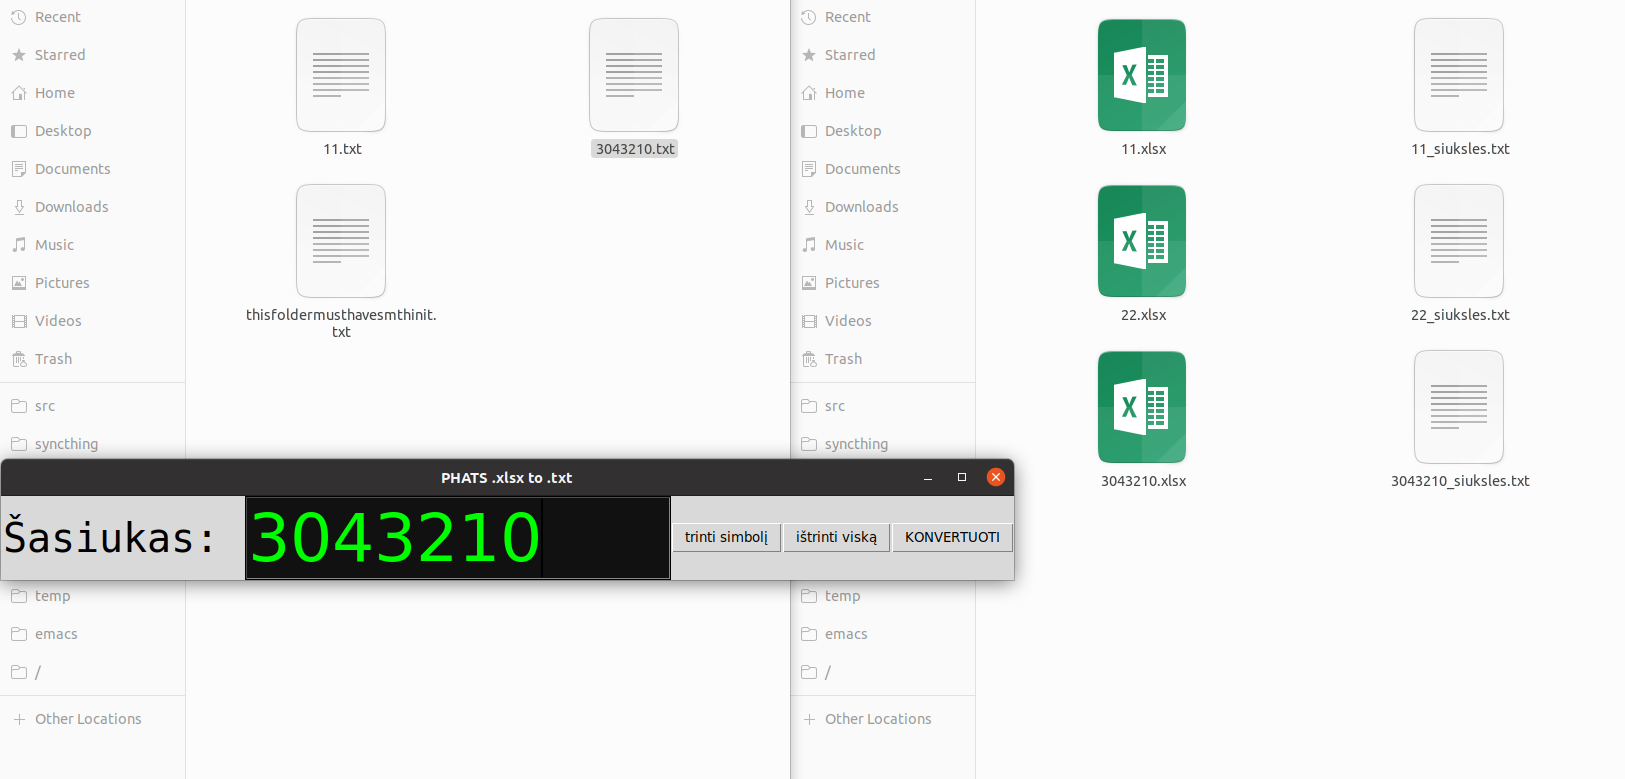 Recent
Starred
Home
Desktop
Documents
Downloads
Music
Pictures
Videos
Trash
src
syncthing
11.txt
3043210.txt
thisfoldermusthavesmthinit.
txt
Recent
Starred
Home
Desktop
Documents
Downloads
Music
Pictures
Videos
Trash
src
syncthing
11.xlsx
11_siuksles.txt
22.xlsx
22_siuksles.txt
3043210.xlsx
3043210_siuksles.txt
PHATS .xlsx to .txt
Šasiukas: 3043210 trinti simbolį ištrinti viską KONVERTUOTI
temp
emacs
/
Other Locations
temp
emacs
/
Other Locations